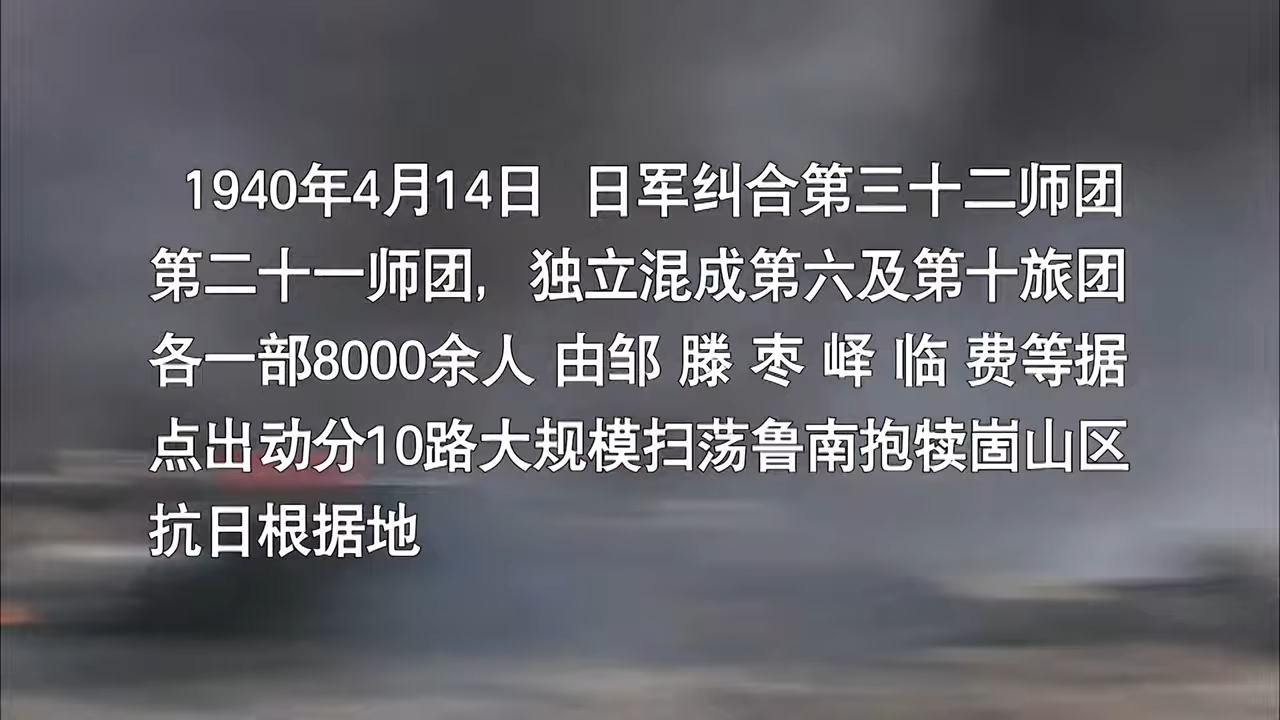 1940年4月14日 日军纠合第三十二师团
第二十一师团，独立混成第六及第十旅团
各一部8000余人 由邹 滕 枣 峄 临 费等据
点出动分10路大规模扫荡鲁南抱犊崮山区
抗日根据地